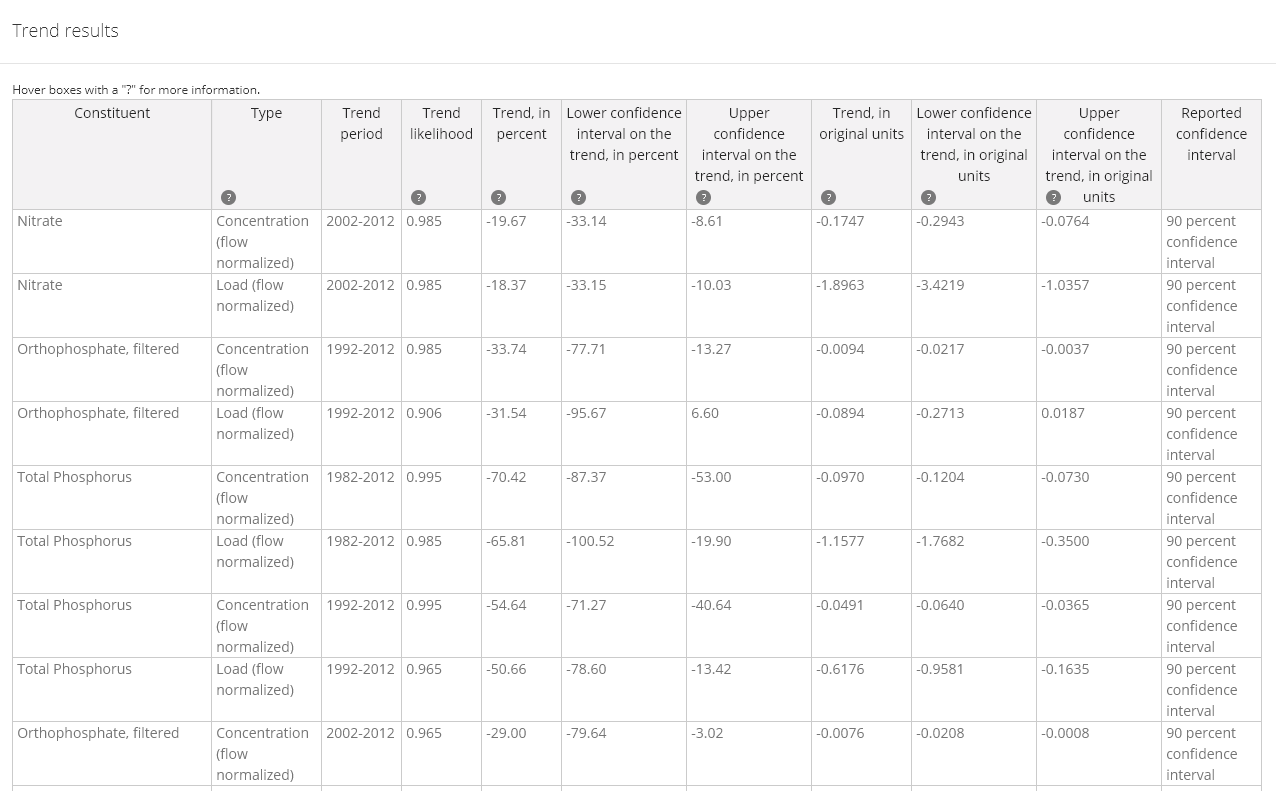 Trend results
Hover boxes with a "?" for more information.
Constituent
Type
?
Trend
period
Trend
likelihood
?
Trend, in
percent
?
Lower confidence
interval on the
trend, in percent
?
Upper
confidence
interval on the
trend, in percent
?
Trend, in
original units
?
Lower confidence
interval on the
trend, in original
units
?
Upper
confidence
interval on the
trend, in original
? units
Reported
confidence
interval
Nitrate Concentration 2002-2012 0.985 -19.67 -33.14 -8.61 -0.1747 -0.2943 -0.0764 90 percent
(flow confidence
normalized) interval
Nitrate Load (flow 2002-2012 0.985 -18.37 -33.15 -10.03 -1.8963 -3.4219 -1.0357 90 percent
normalized) confidence
interval
Orthophosphate, filtered Concentration 1992-2012 0.985 -33.74 -77.71 -13.27 -0.0094 -0.0217 -0.0037 90 percent
(flow confidence
normalized) interval
Orthophosphate, filtered Load (flow 1992-2012 0.906 -31.54 -95.67 6.60 -0.0894 -0.2713 0.0187 90 percent
normalized) confidence
interval
Total Phosphorus Concentration 1982-2012 0.995 -70.42 -87.37 -53.00 -0.0970 -0.1204 -0.0730 90 percent
(flow confidence
normalized) interval
Total Phosphorus Load (flow 1982-2012 0.985 -65.81 -100.52 -19.90 -1.1577 -1.7682 -0.3500 90 percent
normalized) confidence
interval
Total Phosphorus Concentration 1992-2012 0.995 -54.64 -71.27 -40.64 -0.0491 -0.0640 -0.0365 90 percent
(flow confidence
normalized) interval
Total Phosphorus Load (flow 1992-2012 0.965 -50.66 -78.60 -13.42 -0.6176 -0.9581 -0.1635 90 percent
normalized) confidence
interval
Orthophosphate, filtered Concentration 2002-2012 0.965 -29.00 -79.64 -3.02 -0.0076 -0.0208 -0.0008 90 percent
(flow confidence
normalized) interval